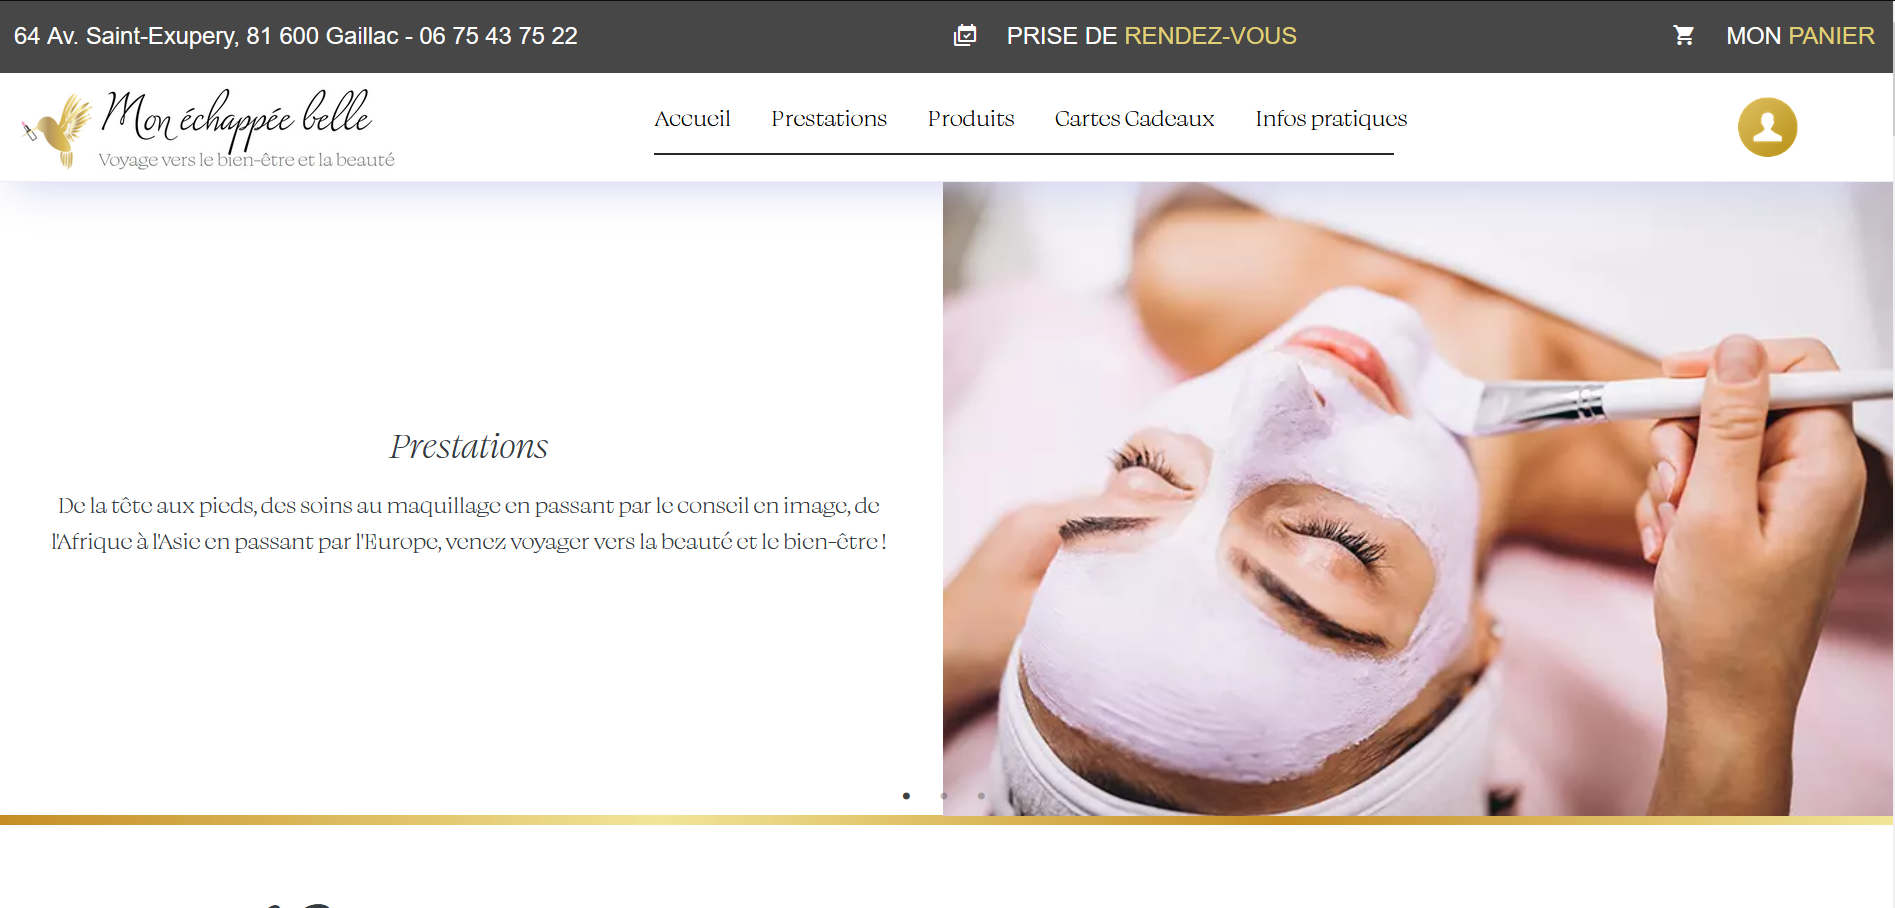 64 Av. Saint-Exupery, 81 600 Gaillac - 06 75 43 75 22
PRISE DE RENDEZ-VOUS
MON PANIER
Mon échappée belle
Voyage vers le bien-être et la beauté
Accueil
Prestations
Produits
Cartes Cadeaux
Infos pratiques
Prestations
De la tête aux pieds, des soins au maquillage en passant par le conseil en image, de
l'Afrique à l'Asie en passant par l'Europe, venez voyager vers la beauté et le bien-être !